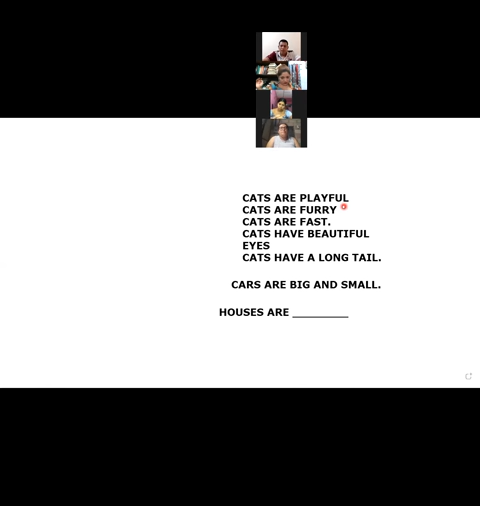 CATS ARE PLAYFUL
CATS ARE FURRY
CATS ARE FAST.
CATS HAVE BEAUTIFUL
EYES
CATS HAVE A LONG TAIL.
CARS ARE BIG AND SMALL.
HOUSES ARE _________